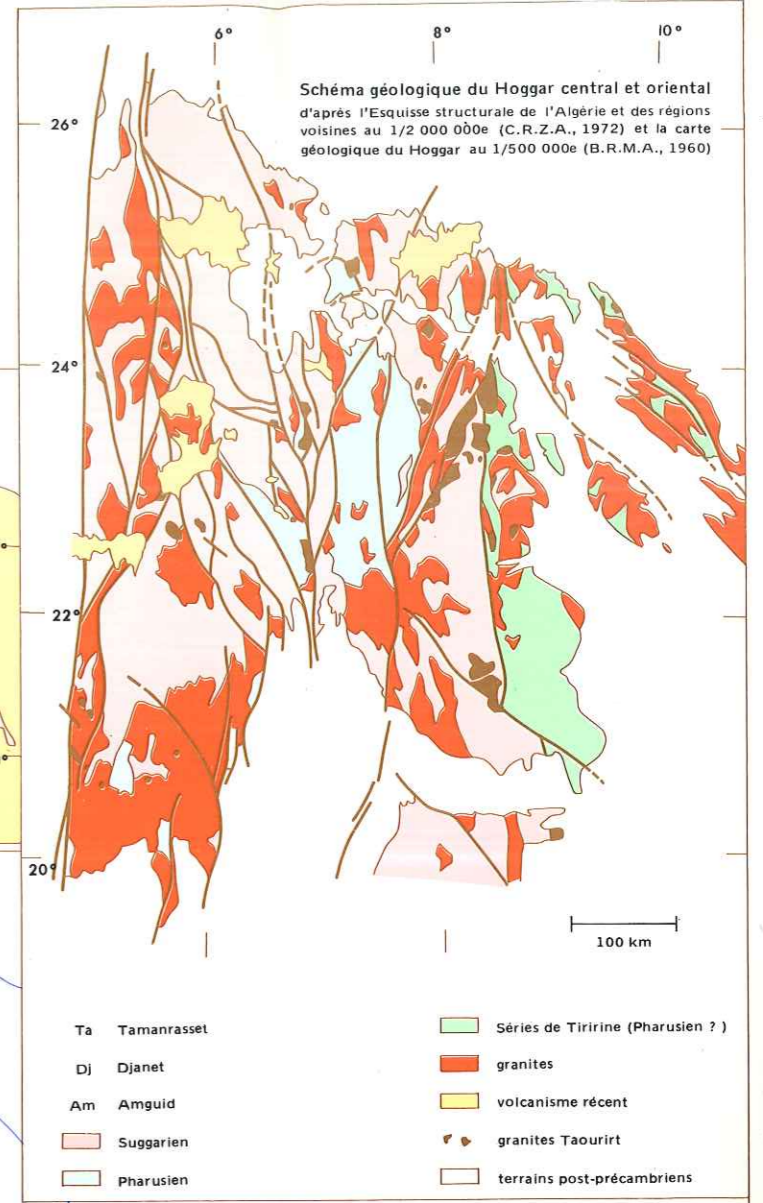 6° 8° 10°
Schéma géologique du Hoggar central et oriental
d'après l'Esquisse structurale de l'Algérie et des régions
voisines au 1/2 000 000e (C.R.Z.A., 1972) et la carte
géologique du Hoggar au 1/500 000e (B.R.M.A., 1960)
26°
24°
22°
20°
100 km
Ta Tamanrasset
Dj Djanet
Am Amguid
Suggarien
Pharusien
Séries de Tiririne (Pharusien ? )
granites
volcanisme récent
granites Taourirt
terrains post-précambriens